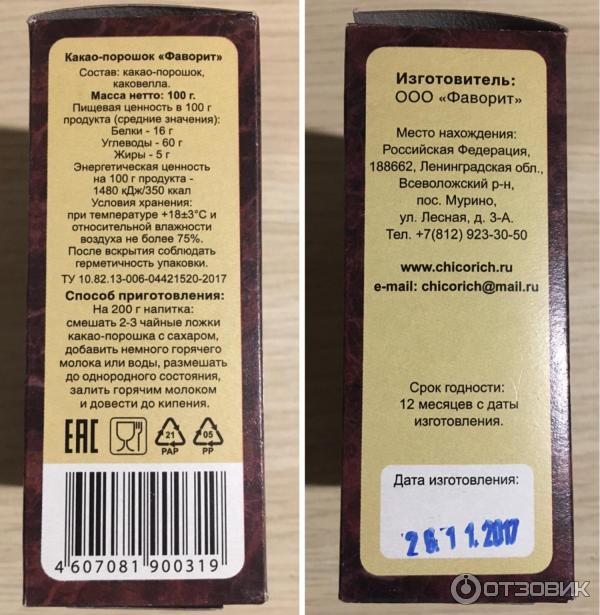 Какао-порошок «Фаворит»
Состав: какао-порошок,
каковелла.
Масса нетто: 100 г.
Пищевая ценность в 100 г
продукта (средние значения):
Белки - 16 г
Углеводы - 60 г
Жиры - 5 г
Энергетическая ценность
на 100 г продукта -
1480 кДж/350 ккал
Условия хранения:
при температуре +18±3°С и
относительной влажности
воздуха не более 75%.
После вскрытия соблюдать
герметичность упаковки.
ТУ 10.82.13-006-04421520-2017
Способ приготовления:
На 200 г напитка:
смешать 2-3 чайные ложки
какао-порошка с сахаром,
добавить немного горячего
молока или воды, размешать
до однородного состояния,
залить горячим молоком
и довести до кипения.
EAC
21
PAP
05
PP
4 607081 900319
Изготовитель:
ООО «Фаворит»
Место нахождения:
Российская Федерация,
188662, Ленинградская обл.,
Всеволожский р-н,
пос. Мурино,
ул. Лесная, д. 3-А.
Тел. +7(812) 923-30-50
www.chicorich.ru
e-mail: chicorich@mail.ru
Срок годности:
12 месяцев с даты
изготовления.
Дата изготовления:
28.11.2017
ОТЗОВИК